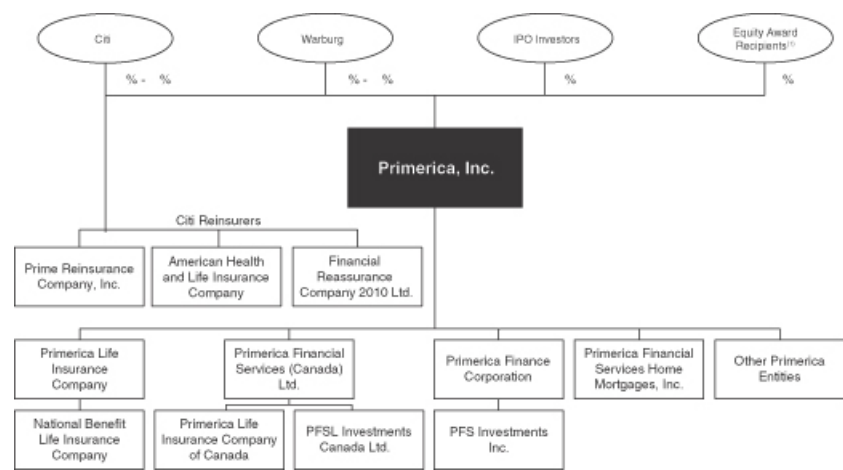 Citi
Warburg
IPO Investors
Equity Award
Recipients(1)
% - %
% - %
%
%
Primerica, Inc.
Citi Reinsurers
Prime Reinsurance
Company, Inc.
American Health
and Life Insurance
Company
Financial
Reassurance
Company 2010 Ltd.
Primerica Life
Insurance
Company
Primerica Financial
Services (Canada)
Ltd.
Primerica Finance
Corporation
Primerica Financial
Services Home
Mortgages, Inc.
Other Primerica
Entities
National Benefit
Life Insurance
Company
Primerica Life
Insurance Company
of Canada
PFSL Investments
Canada Ltd.
PFS Investments
Inc.